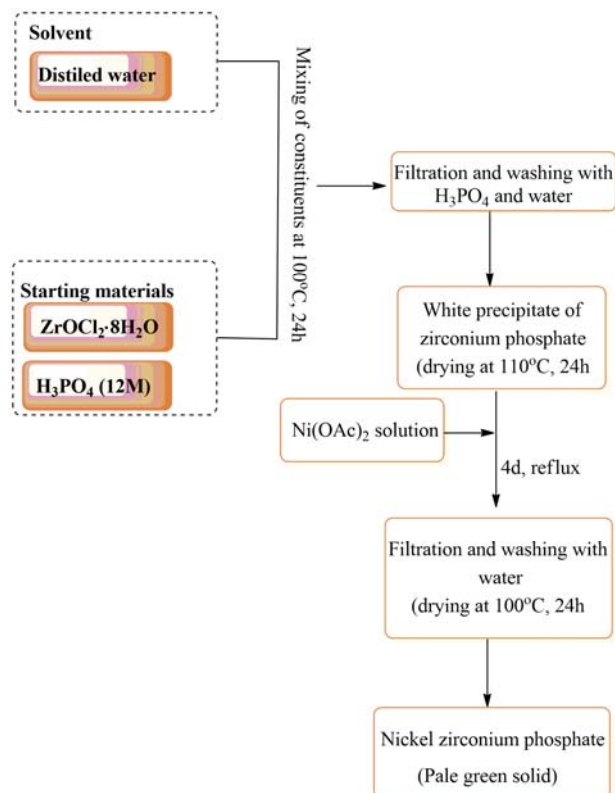 Solvent
Distiled water
Mixing of constituents at 100°C, 24h
Starting materials
ZrOCl₂·8H₂O
H₃PO₄ (12M)
Filtration and washing with
H₃PO₄ and water
White precipitate of
zirconium phosphate
(drying at 110°C, 24h
Ni(OAc)₂ solution
4d, reflux
Filtration and washing with
water
(drying at 100°C, 24h
Nickel zirconium phosphate
(Pale green solid)